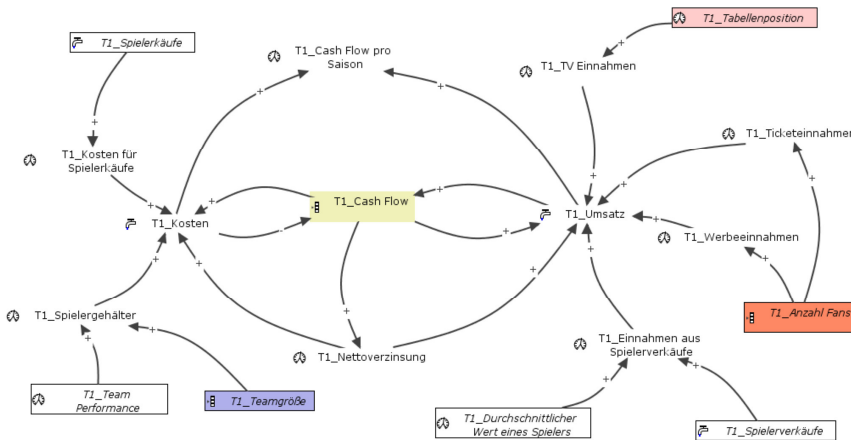 T1_Tabellenposition
T1_Spielerkäufe
T1_Cash Flow pro
Saison
T1_TV Einnahmen
+
+
+
+
+
T1_Ticketeinnahmen
T1_Kosten für
Spielerkäufe
+
+
+
+
+
T1_Cash Flow
T1_Kosten
T1_Umsatz
+
-
+
T1_Werbeeinnahmen
+
+
+
+
+
+
T1_Anzahl Fans
T1_Spielergehälter
+
+
T1_Nettoverzinsung
T1_Einnahmen aus
Spielerverkäufe
+
+
+
T1_Team
Performance
T1_Teamgröße
T1_Durchschnittlicher
Wert eines Spielers
T1_Spielerverkäufe